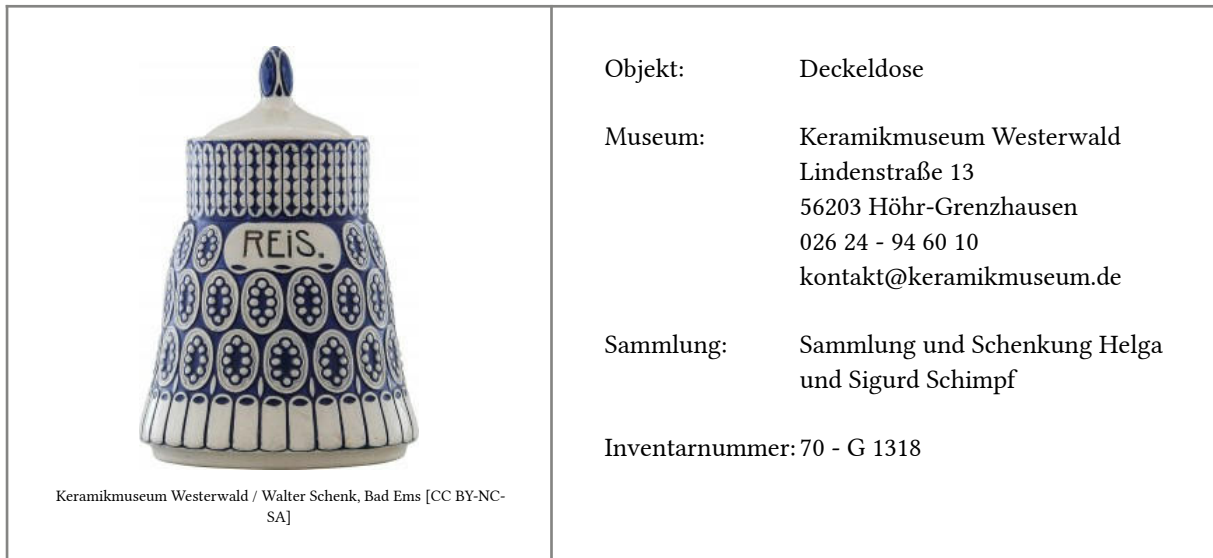 REIS.
Keramikmuseum Westerwald / Walter Schenk, Bad Ems [CC BY-NC-
SA]
Objekt: Deckeldose
Museum: Keramikmuseum Westerwald
Lindenstraße 13
56203 Höhr-Grenzhausen
026 24 - 94 60 10
kontakt@keramikmuseum.de
Sammlung: Sammlung und Schenkung Helga
und Sigurd Schimpf
Inventarnummer: 70 - G 1318